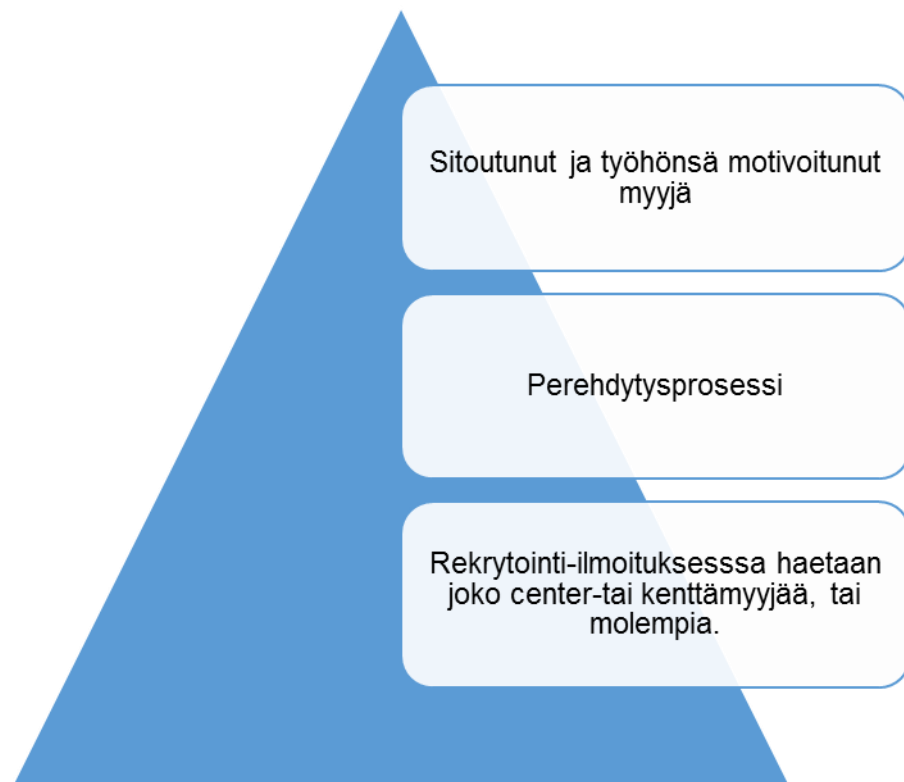 Sitoutunut ja työhönsä motivoitunut
myyjä
Perehdytysprosessi
Rekrytointi-ilmoituksesssa haetaan
joko center-tai kenttämyyjää, tai
molempia.